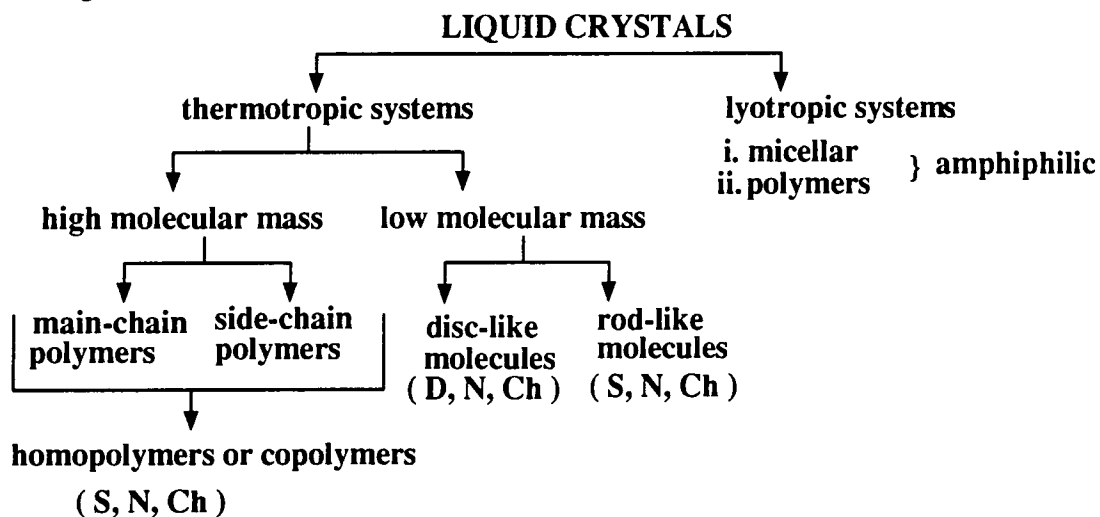 LIQUID CRYSTALS
thermotropic systems
lyotropic systems
i. micellar
ii. polymers
} amphiphilic
high molecular mass
low molecular mass
main-chain
polymers
side-chain
polymers
disc-like
molecules
( D, N, Ch )
rod-like
molecules
( S, N, Ch )
homopolymers or copolymers
( S, N, Ch )